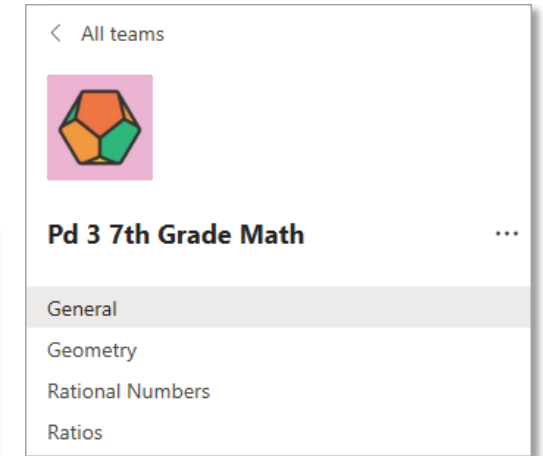 All teams
Pd 3 7th Grade Math
General
Geometry
Rational Numbers
Ratios